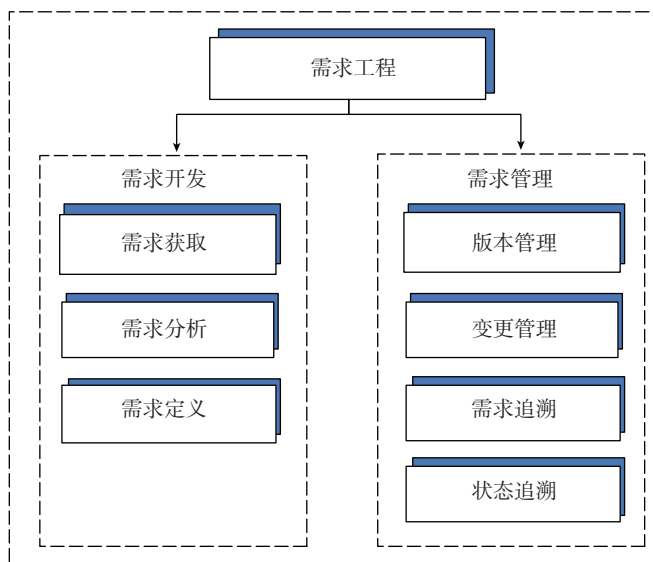 需求工程
需求开发
需求获取
需求分析
需求定义
需求管理
版本管理
变更管理
需求追溯
状态追溯